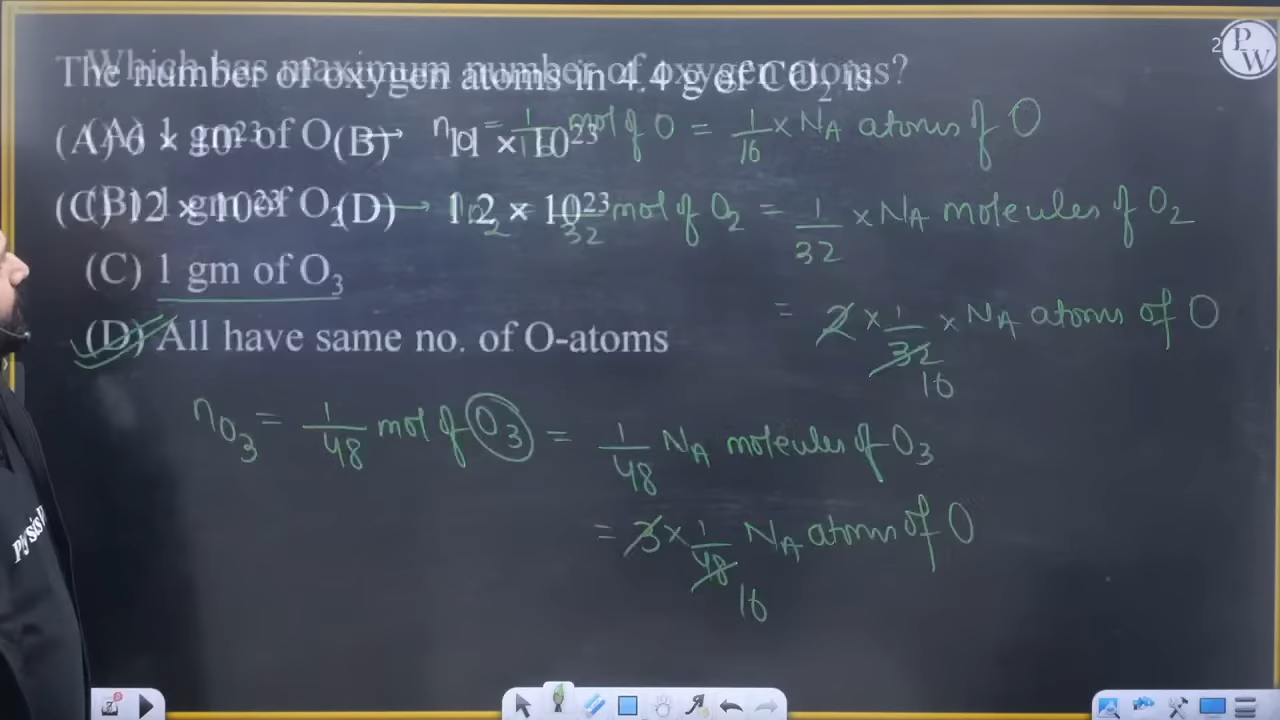 Which has maximum number of oxygen atoms?
The number of oxygen atoms in 4.4 g of CO2 is
(A) 1 gm of O → n = 1/16 mol of O = 1/16 × NA atoms of O
(A) 6 × 10^23 (B) 11 × 10^23
(B) 1 gm of O2 → n = 1/32 mol of O2 = 1/32 × NA molecules of O2
(C) 12 × 10^23 (D) 1.2 × 10^23
(C) 1 gm of O3
= 2 × 1/32 × NA atoms of O
16
(D) All have same no. of O-atoms
nO3 = 1/48 mol of O3 = 1/48 NA molecules of O3
= 3 × 1/48 NA atoms of O
16
PW
2